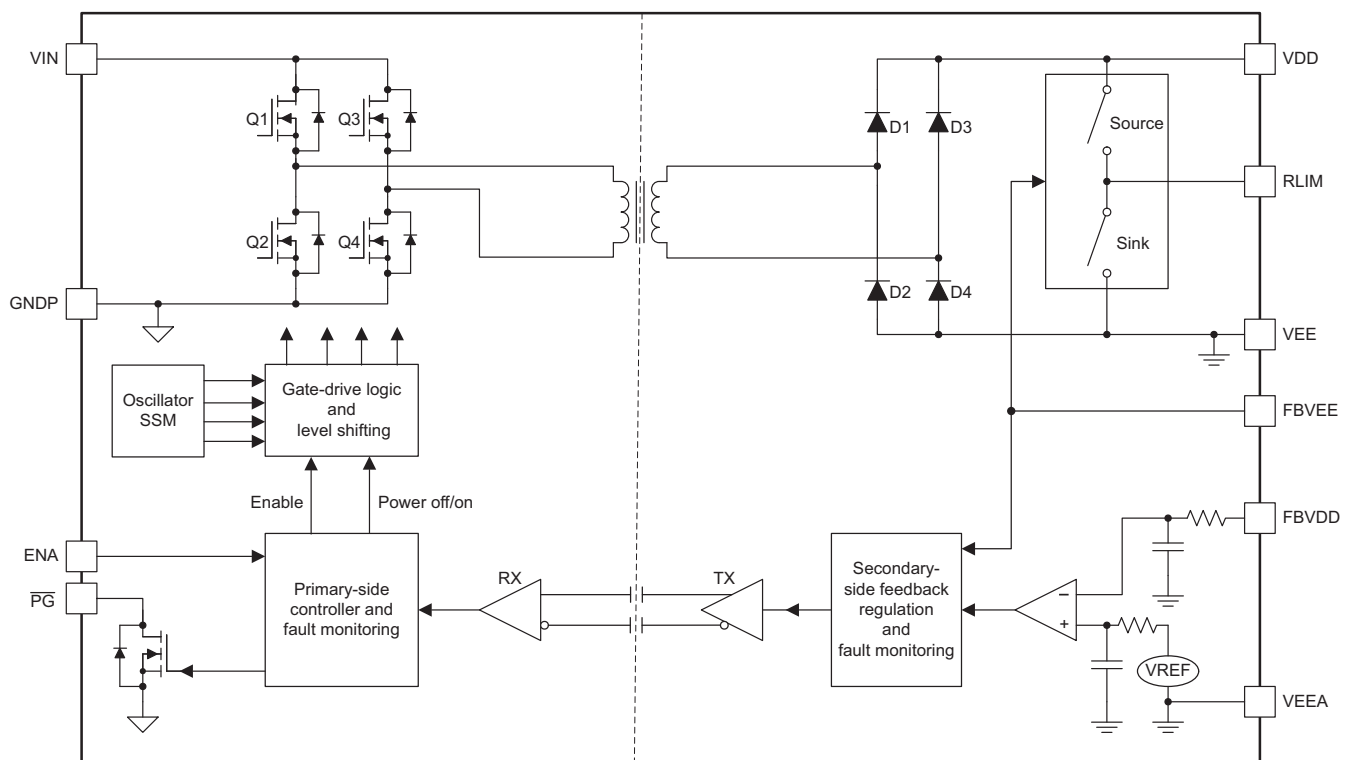 VIN
VDD
Q1
Q3
D1
D3
Source
RLIM
Q2
Q4
Sink
GNDP
D2
D4
VEE
Oscillator
SSM
Gate-drive logic
and
level shifting
FBVEE
Enable
Power off/on
FBVDD
ENA
PG
Primary-side
controller and
fault monitoring
RX
TX
Secondary-
side feedback
regulation
and
fault monitoring
–
+
VREF
VEEA